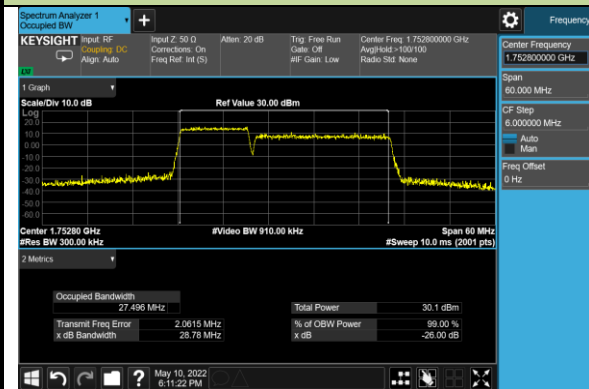 Spectrum Analyzer 1
Occupied BW
+
Frequency
KEYSIGHT
Input: RF
Coupling: DC
Align: Auto
Input Z: 50 Ω
Corrections: On
Freq Ref: Int (S)
Atten: 20 dB
Trig: Free Run
Gate: Off
#IF Gain: Low
Center Freq: 1.752800000 GHz
Avg|Hold:>100/100
Radio Std: None
Center Frequency
1.752800000 GHz
Span
60.000 MHz
CF Step
6.000000 MHz
Auto
Man
Freq Offset
0 Hz
1 Graph
Scale/Div 10.0 dB
Ref Value 30.00 dBm
Log
20.0
10.0
0.00
-10.0
-20.0
-30.0
-40.0
-50.0
-60.0
Center 1.75280 GHz
#Video BW 910.00 kHz
Span 60 MHz
#Res BW 300.00 kHz
#Sweep 10.0 ms (2001 pts)
2 Metrics
Occupied Bandwidth
27.496 MHz
Total Power 30.1 dBm
Transmit Freq Error 2.0615 MHz
% of OBW Power 99.00 %
x dB Bandwidth 28.78 MHz
x dB -26.00 dB
?
May 10, 2022
6:11:22 PM